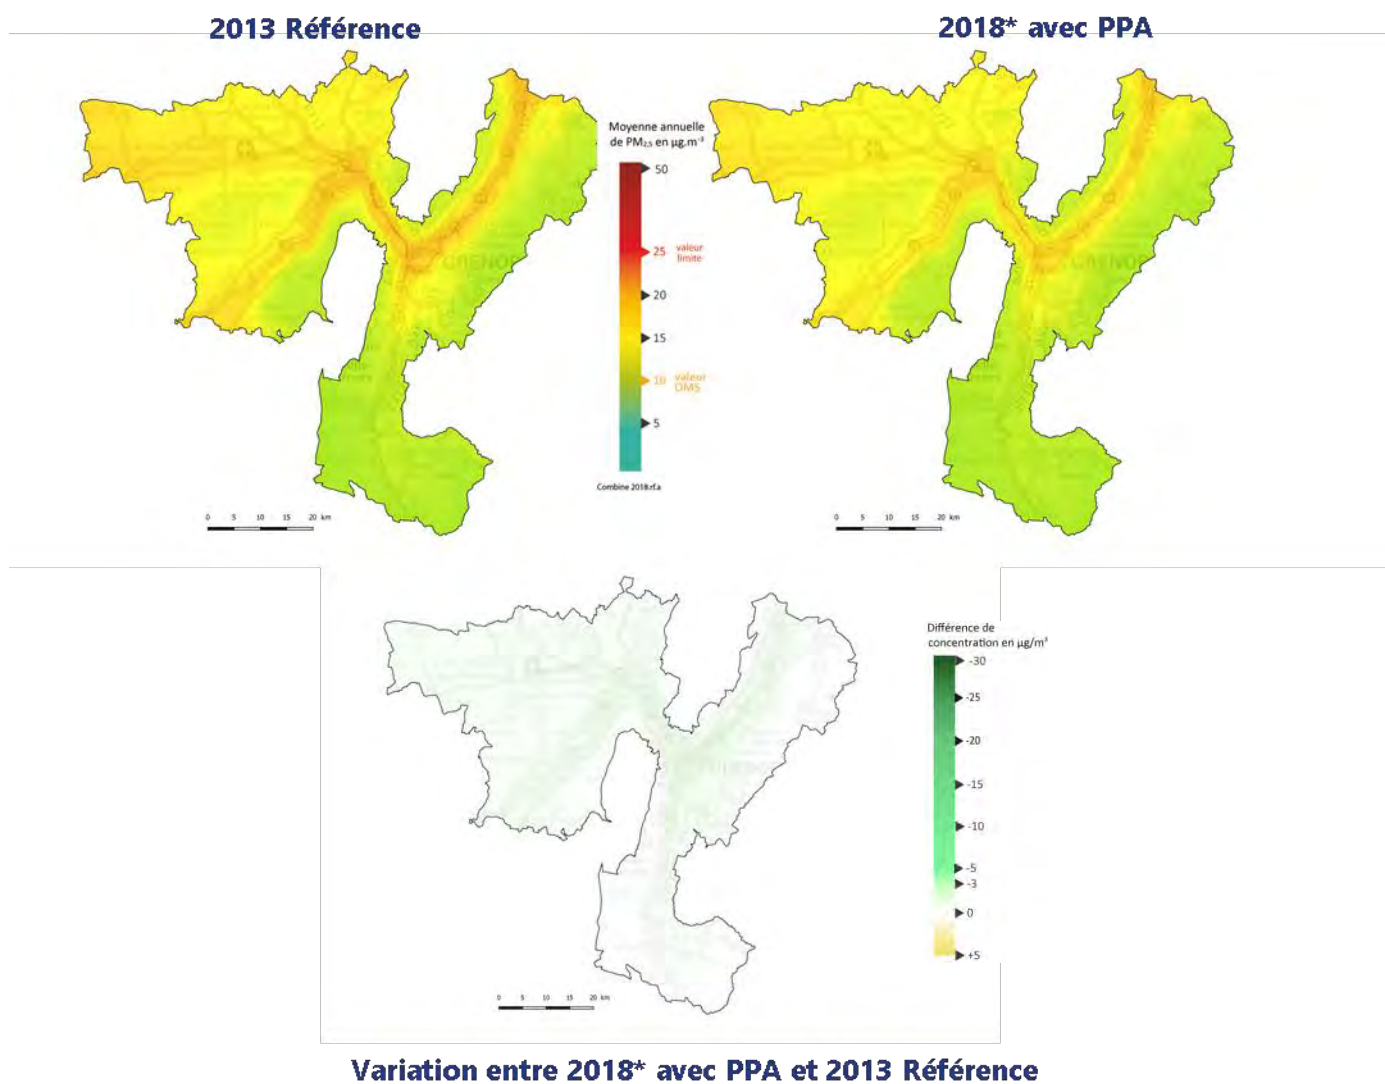 2013 Référence
2018* avec PPA
Moyenne annuelle
de PM2,5 en µg.m-3
50
25 valeur
limite
20
15
10 valeur
OMS
5
Combine 2018.rf.a
0 5 10 15 20 km
0 5 10 15 20 km
Différence de
concentration en µg/m³
-30
-25
-20
-15
-10
-5
-3
0
+5
0 5 10 15 20 km
Variation entre 2018* avec PPA et 2013 Référence